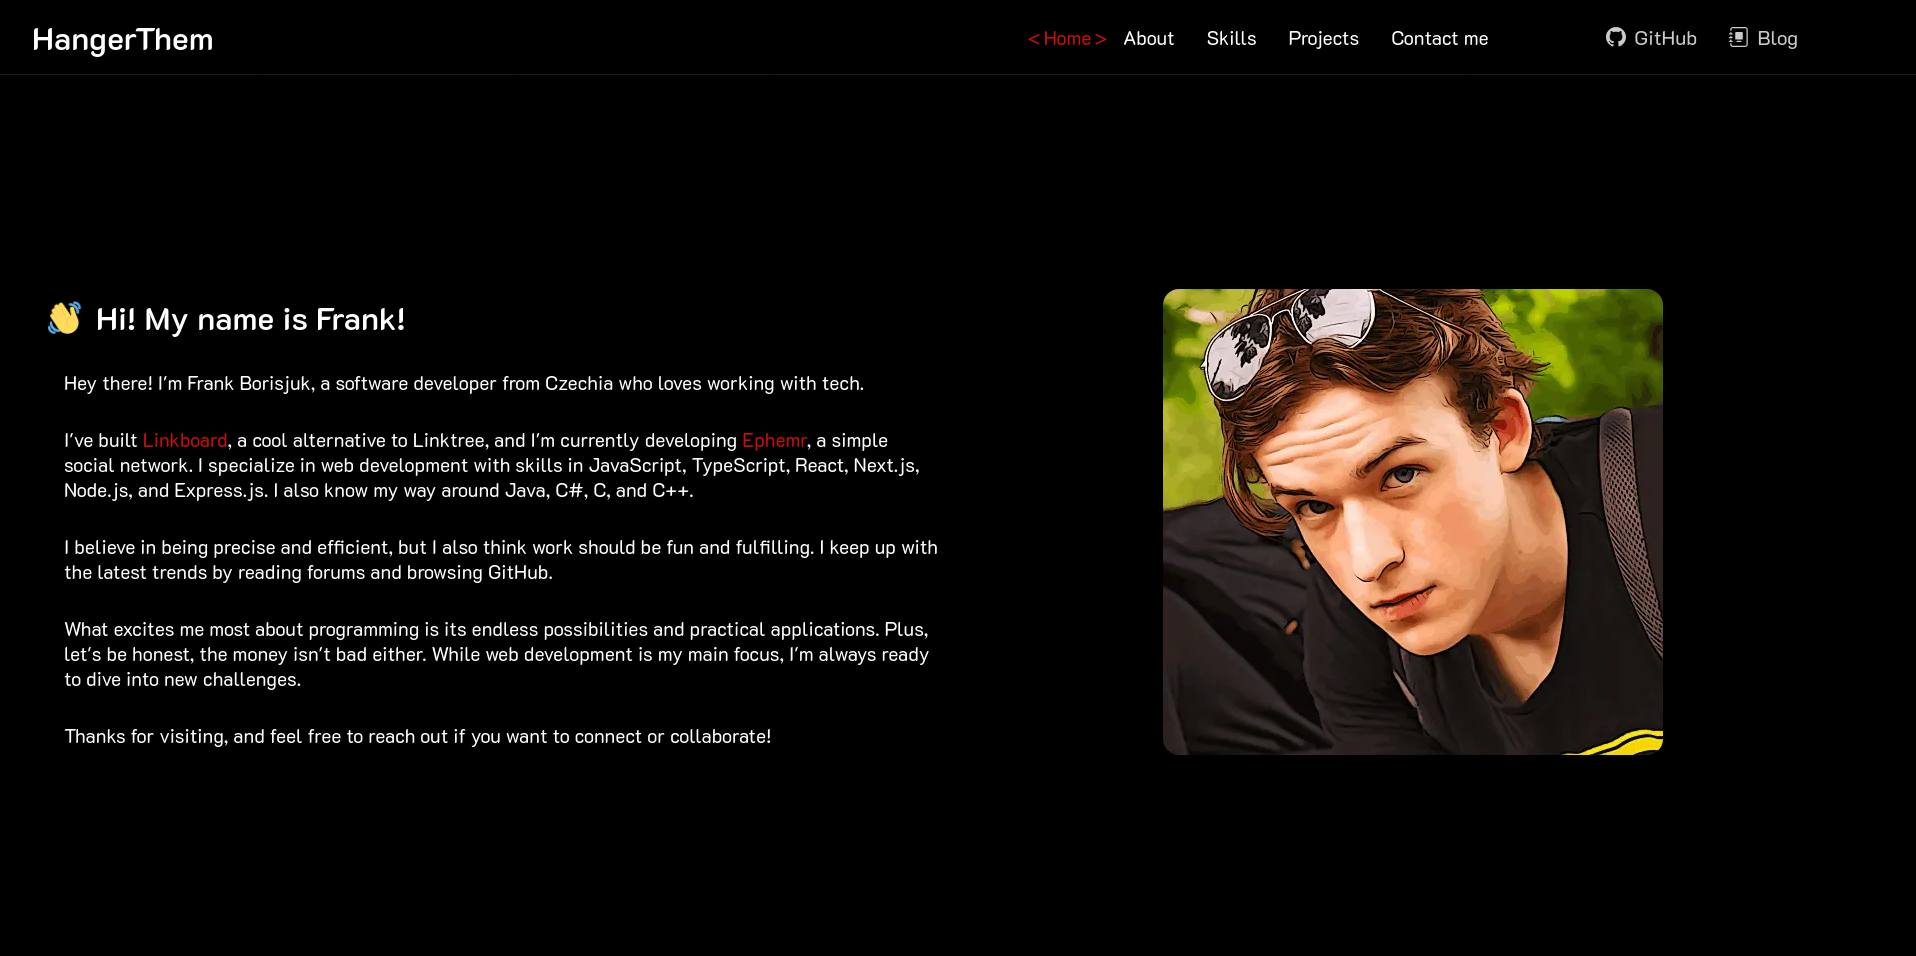 HangerThem
< Home > About Skills Projects Contact me GitHub Blog
👋 Hi! My name is Frank!
Hey there! I'm Frank Borisjuk, a software developer from Czechia who loves working with tech.
I've built Linkboard, a cool alternative to Linktree, and I'm currently developing Ephemr, a simple
social network. I specialize in web development with skills in JavaScript, TypeScript, React, Next.js,
Node.js, and Express.js. I also know my way around Java, C#, C, and C++.
I believe in being precise and efficient, but I also think work should be fun and fulfilling. I keep up with
the latest trends by reading forums and browsing GitHub.
What excites me most about programming is its endless possibilities and practical applications. Plus,
let's be honest, the money isn't bad either. While web development is my main focus, I'm always ready
to dive into new challenges.
Thanks for visiting, and feel free to reach out if you want to connect or collaborate!